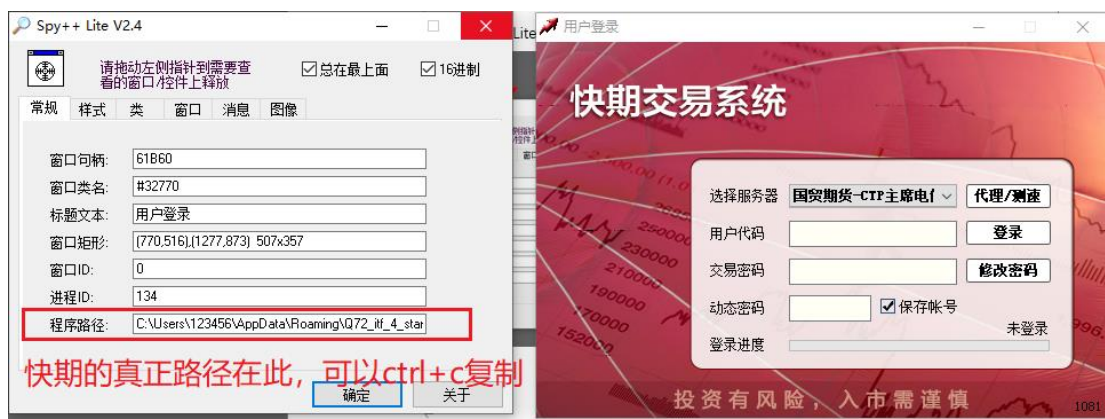 Spy++ Lite V2.4
请拖动左侧指针到需要查
看的窗口/控件上释放
总在最上面
16进制
常规 样式 类 窗口 消息 图像
窗口句柄: 61B60
窗口类名: #32770
标题文本: 用户登录
窗口矩形: (770,516),(1277,873) 507x357
窗口ID: 0
进程ID: 134
程序路径: C:\Users\123456\AppData\Roaming\Q72_itf_4_star
快期的真正路径在此，可以ctrl+c复制
确定 关于
Lite
用户登录
快期交易系统
选择服务器 国贸期货-CTP主席电信 代理/测速
用户代码 登录
交易密码 修改密码
动态密码 保存帐号
未登录
登录进度
投资有风险，入市需谨慎
1081
250000
230000
210000
190000
170000
152000